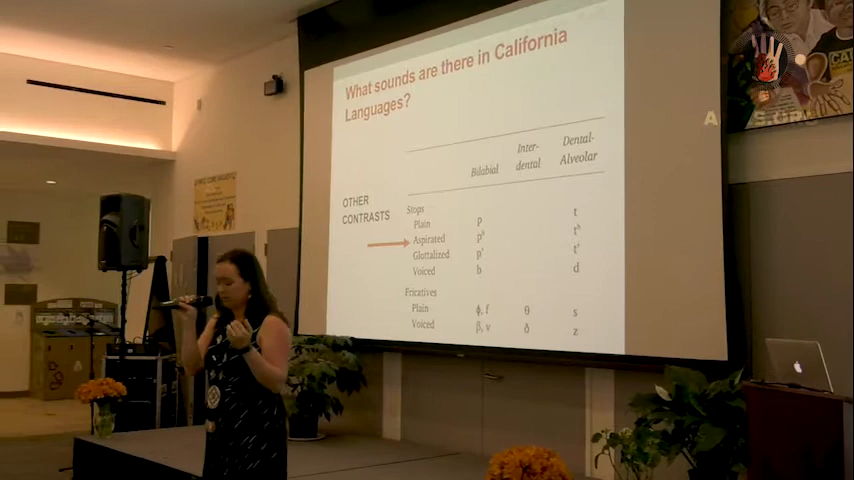 What sounds are there in California
Languages?
Bilabial
Inter-
dental
Dental-
Alveolar
OTHER
CONTRASTS
Stops
Plain p t
Aspirated pʰ tʰ
Glottalized pʼ tʼ
Voiced b d
Fricatives
Plain ɸ, f θ s
Voiced β, v ð z